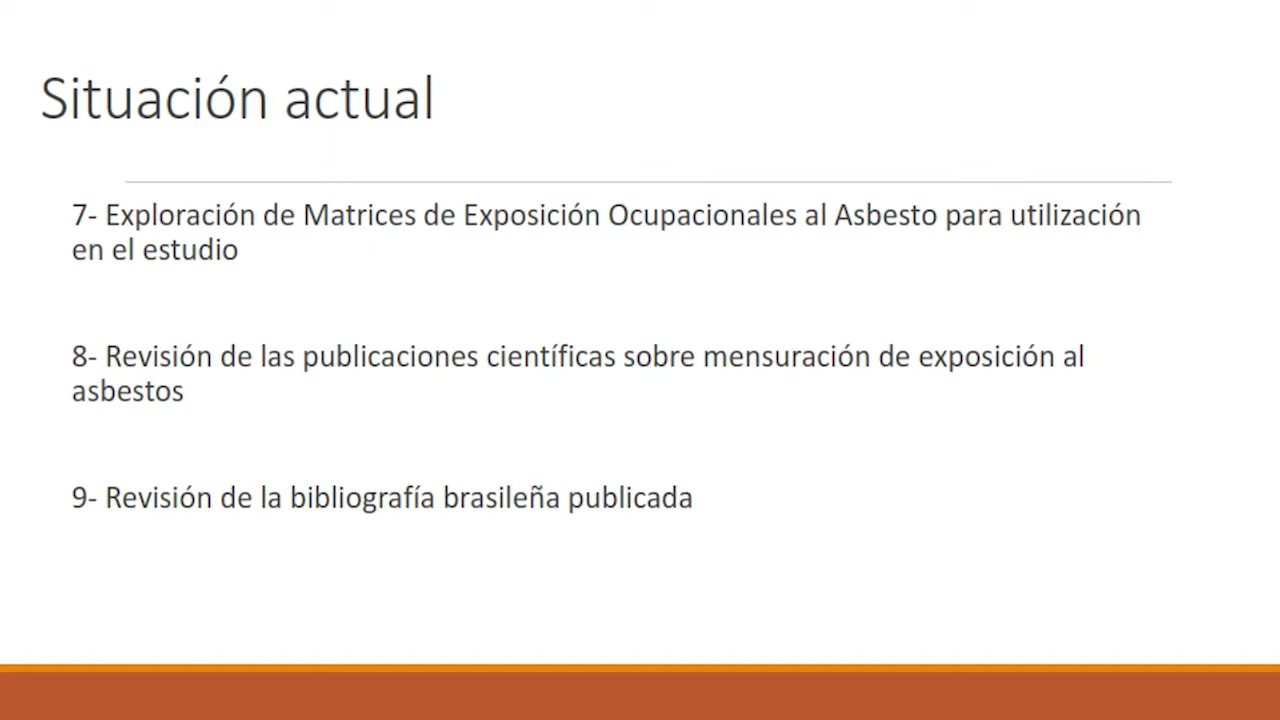 Situación actual
7- Exploración de Matrices de Exposición Ocupacionales al Asbesto para utilización
en el estudio
8- Revisión de las publicaciones científicas sobre mensuración de exposición al
asbestos
9- Revisión de la bibliografía brasileña publicada